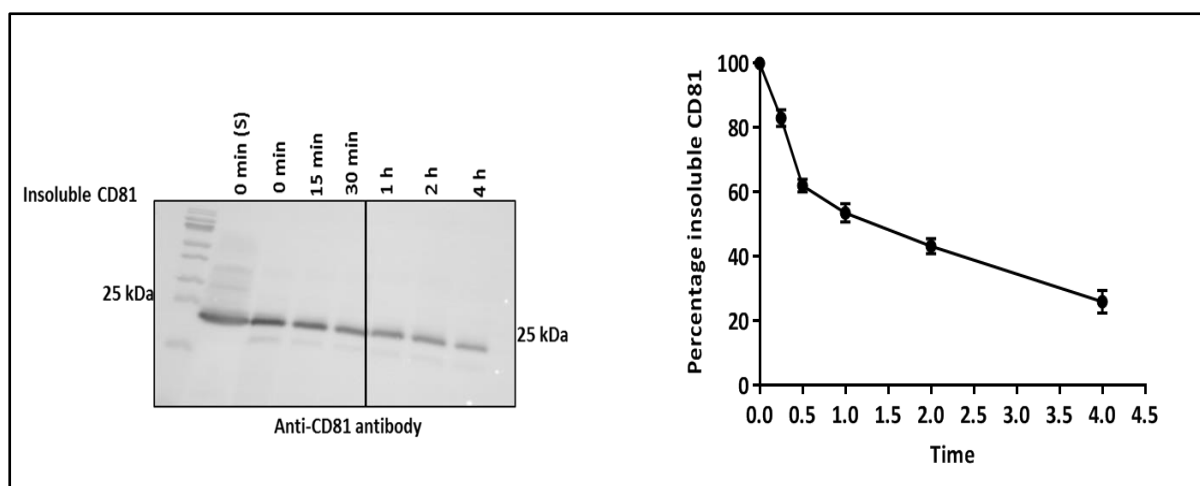 Insoluble CD81
0 min (S)
0 min
15 min
30 min
1 h
2 h
4 h
25 kDa
25 kDa
Anti-CD81 antibody
Percentage insoluble CD81
100
80
60
40
20
0
0.0 0.5 1.0 1.5 2.0 2.5 3.0 3.5 4.0 4.5
Time